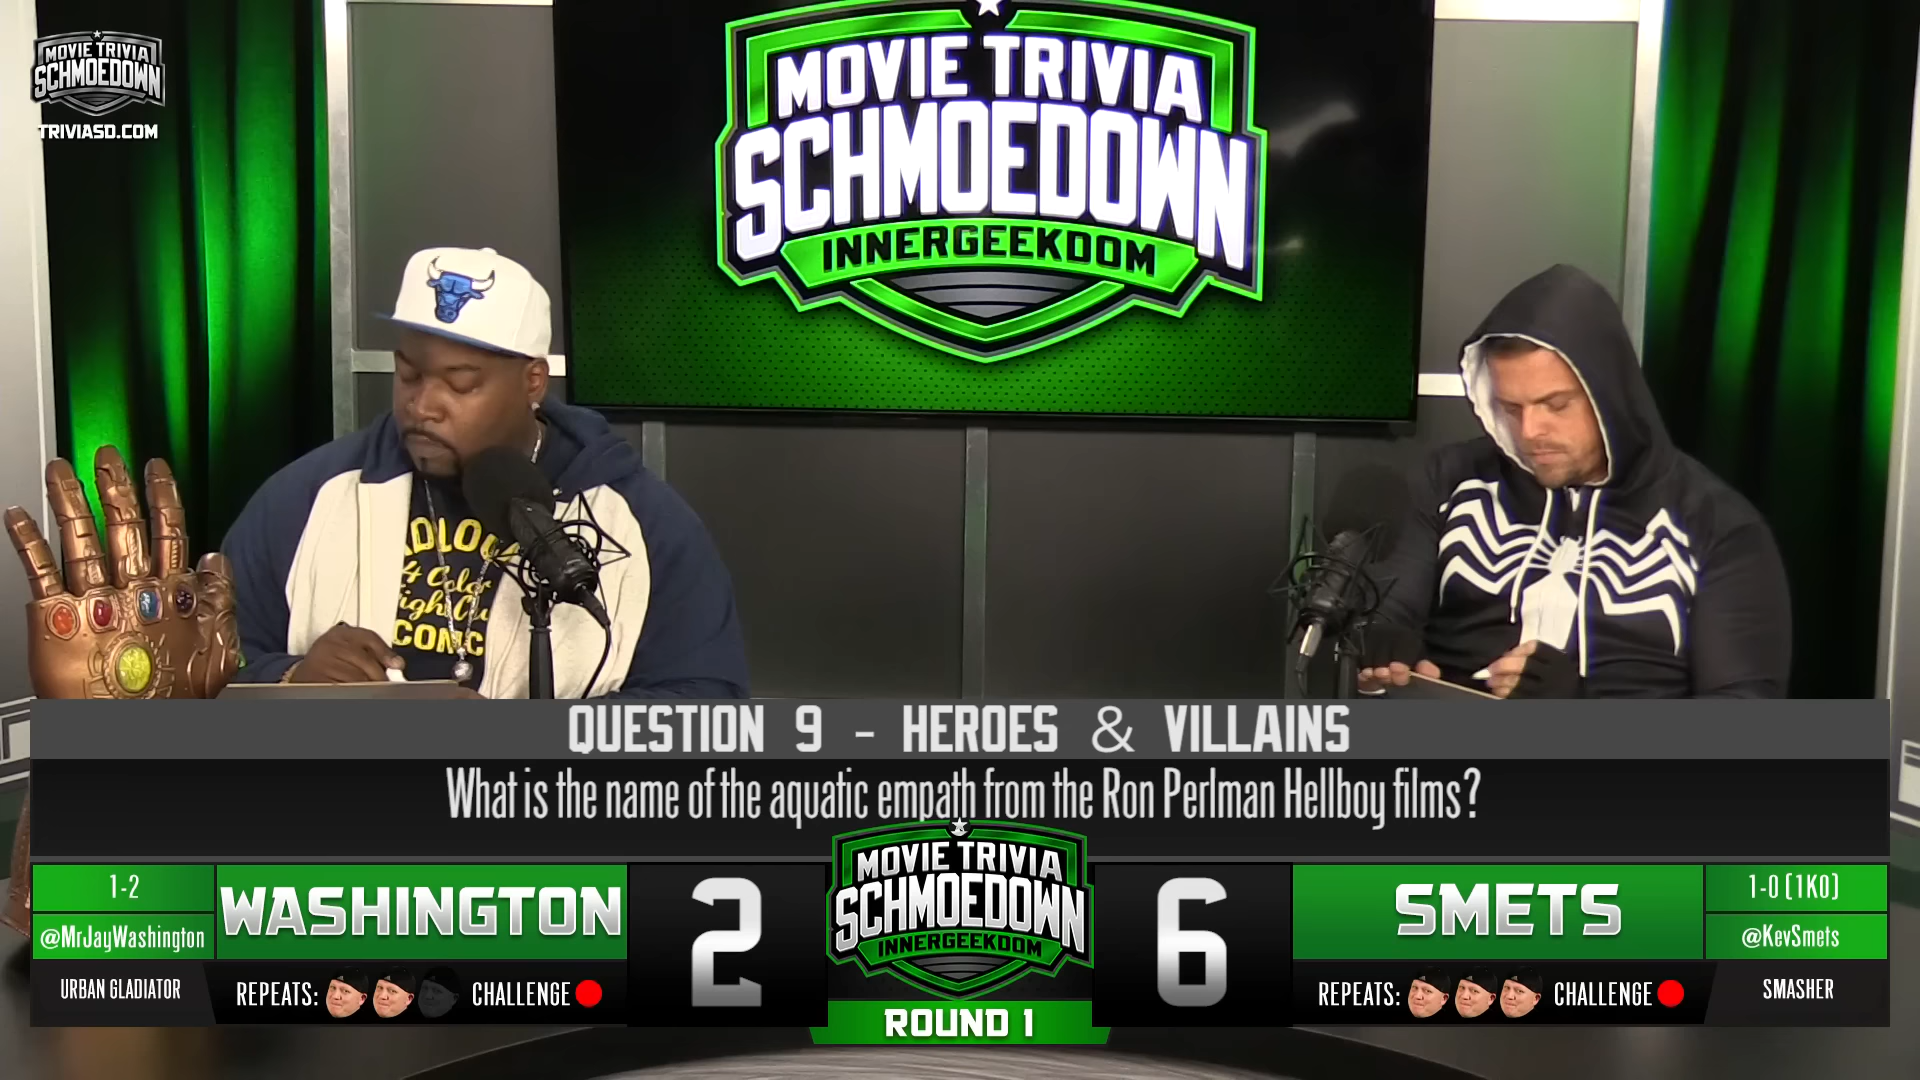 MOVIE TRIVIA
SCHMOEDOWN
TRIVIASD.COM
MOVIE TRIVIA
SCHMOEDOWN
INNERGEEKDOM
4 Color
QUESTION 9 - HEROES & VILLAINS
What is the name of the aquatic empath from the Ron Perlman Hellboy films?
1-2
@MrJayWashington
WASHINGTON
2
MOVIE TRIVIA
SCHMOEDOWN
INNERGEEKDOM
6
SMETS
1-0 (1KO)
@KevSmets
URBAN GLADIATOR
REPEATS:
CHALLENGE
ROUND 1
REPEATS:
CHALLENGE
SMASHER